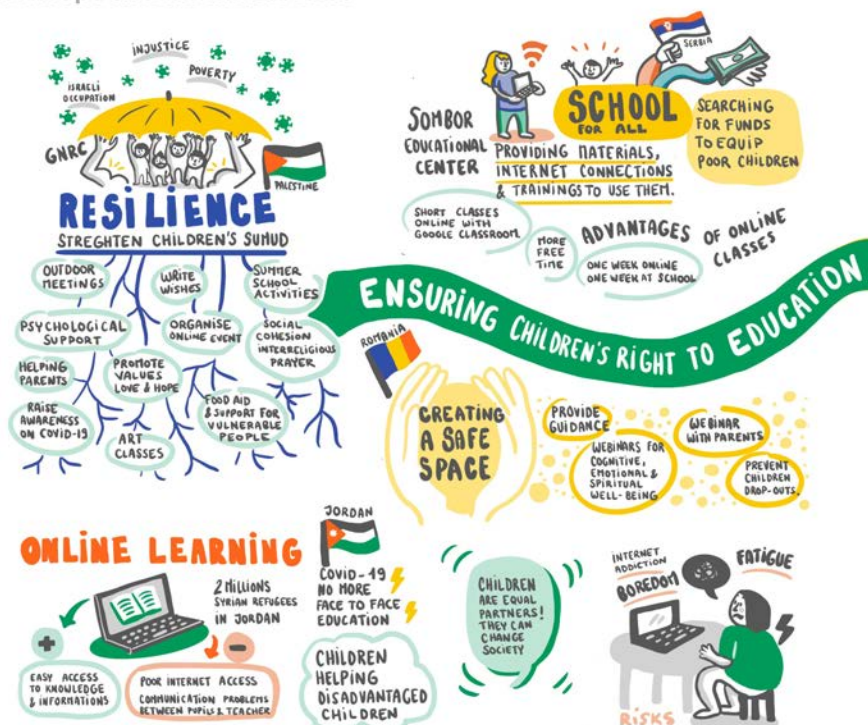 INJUSTICE
POVERTY
ISRAELI
OCCUPATION
GNRC
PALESTINE
RESILIENCE
STREGHTEN CHILDREN'S SUMUD
OUTDOOR
MEETINGS
WRITE
WISHES
SUMMER
SCHOOL
ACTIVITIES
PSYCHOLOGICAL
SUPPORT
ORGANISE
ONLINE EVENT
SOCIAL
COHESION
INTERRELIGIOUS
PRAYER
HELPING
PARENTS
PROMOTE
VALUES
LOVE & HOPE
RAISE
AWARENESS
ON COVID-19
ART
CLASSES
FOOD AID
& SUPPORT FOR
VULNERABLE
PEOPLE
SERBIA
SOMBOR
EDUCATIONAL
CENTER
SCHOOL
FOR ALL
PROVIDING MATERIALS,
INTERNET CONNECTIONS
& TRAININGS TO USE THEM.
SEARCHING
FOR FUNDS
TO EQUIP
POOR CHILDREN
SHORT CLASSES
ONLINE WITH
GOOGLE CLASSROOM
MORE
FREE
TIME
ADVANTAGES OF ONLINE
CLASSES
ONE WEEK ONLINE
ONE WEEK AT SCHOOL
ENSURING CHILDREN'S RIGHT TO EDUCATION
ROMANIA
CREATING
A SAFE
SPACE
PROVIDE
GUIDANCE
WEBINARS FOR
COGNITIVE,
EMOTIONAL &
SPIRITUAL
WELL-BEING
WEBINAR
WITH PARENTS
PREVENT
CHILDREN
DROP-OUTS.
ONLINE LEARNING
2 MILLIONS
SYRIAN REFUGEES
IN JORDAN
+
EASY ACCESS
TO KNOWLEDGE
& INFORMATIONS
-
POOR INTERNET ACCESS
COMMUNICATION PROBLEMS
BETWEEN PUPILS & TEACHER
JORDAN
COVID-19
NO MORE
FACE TO FACE
EDUCATION
CHILDREN
HELPING
DISADVANTAGED
CHILDREN
CHILDREN
ARE EQUAL
PARTNERS!
THEY CAN
CHANGE
SOCIETY
INTERNET
ADDICTION
BOREDOM
FATIGUE
RISKS